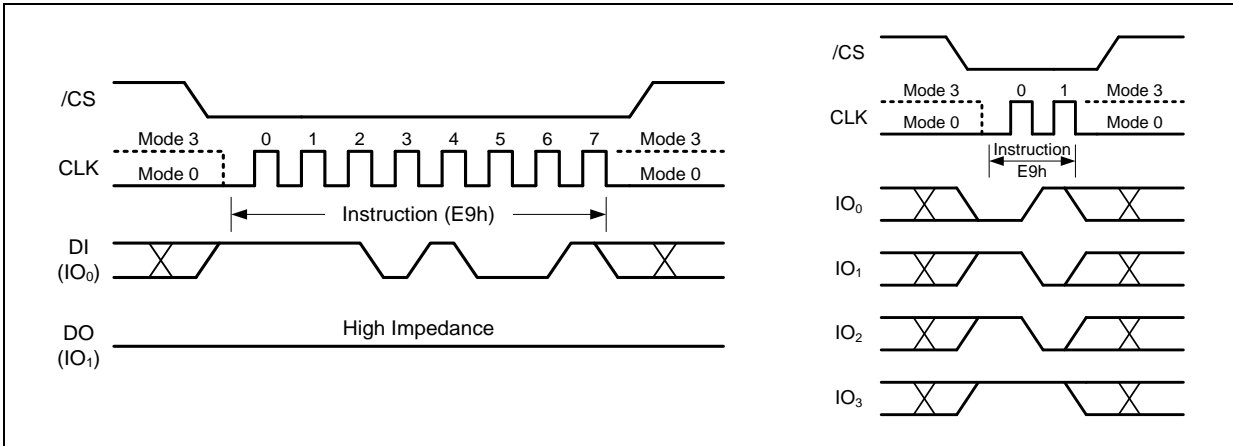 /CS
Mode 3 0 1 2 3 4 5 6 7 Mode 3
CLK
Mode 0 Mode 0
Instruction (E9h)
DI
(IO0)
High Impedance
DO
(IO1)
/CS
Mode 3 0 1 Mode 3
CLK
Mode 0 Mode 0
Instruction
E9h
IO0
IO1
IO2
IO3